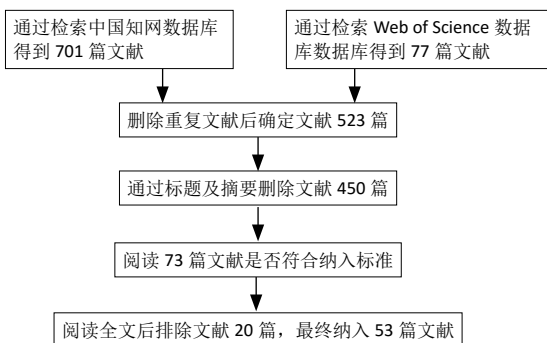 通过检索中国知网数据库
得到 701 篇文献
通过检索 Web of Science 数据
库数据库得到 77 篇文献
删除重复文献后确定文献 523 篇
通过标题及摘要删除文献 450 篇
阅读 73 篇文献是否符合纳入标准
阅读全文后排除文献 20 篇，最终纳入 53 篇文献